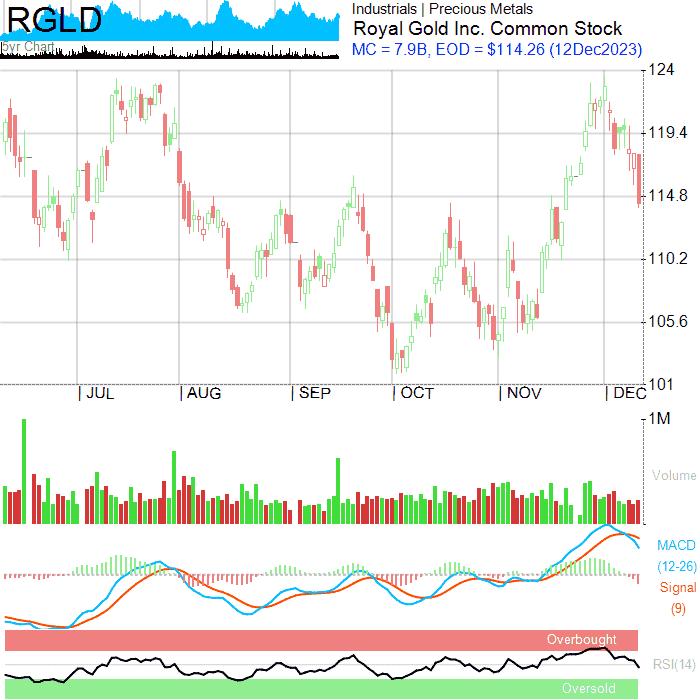 RGLD
5yr Chart
Industrials | Precious Metals
Royal Gold Inc. Common Stock
MC = 7.9B, EOD = $114.26 (12Dec2023)
124
119.4
114.8
110.2
105.6
101
JUL
AUG
SEP
OCT
NOV
DEC
1M
Volume
MACD
(12-26)
Signal
(9)
Overbought
RSI(14)
Oversold